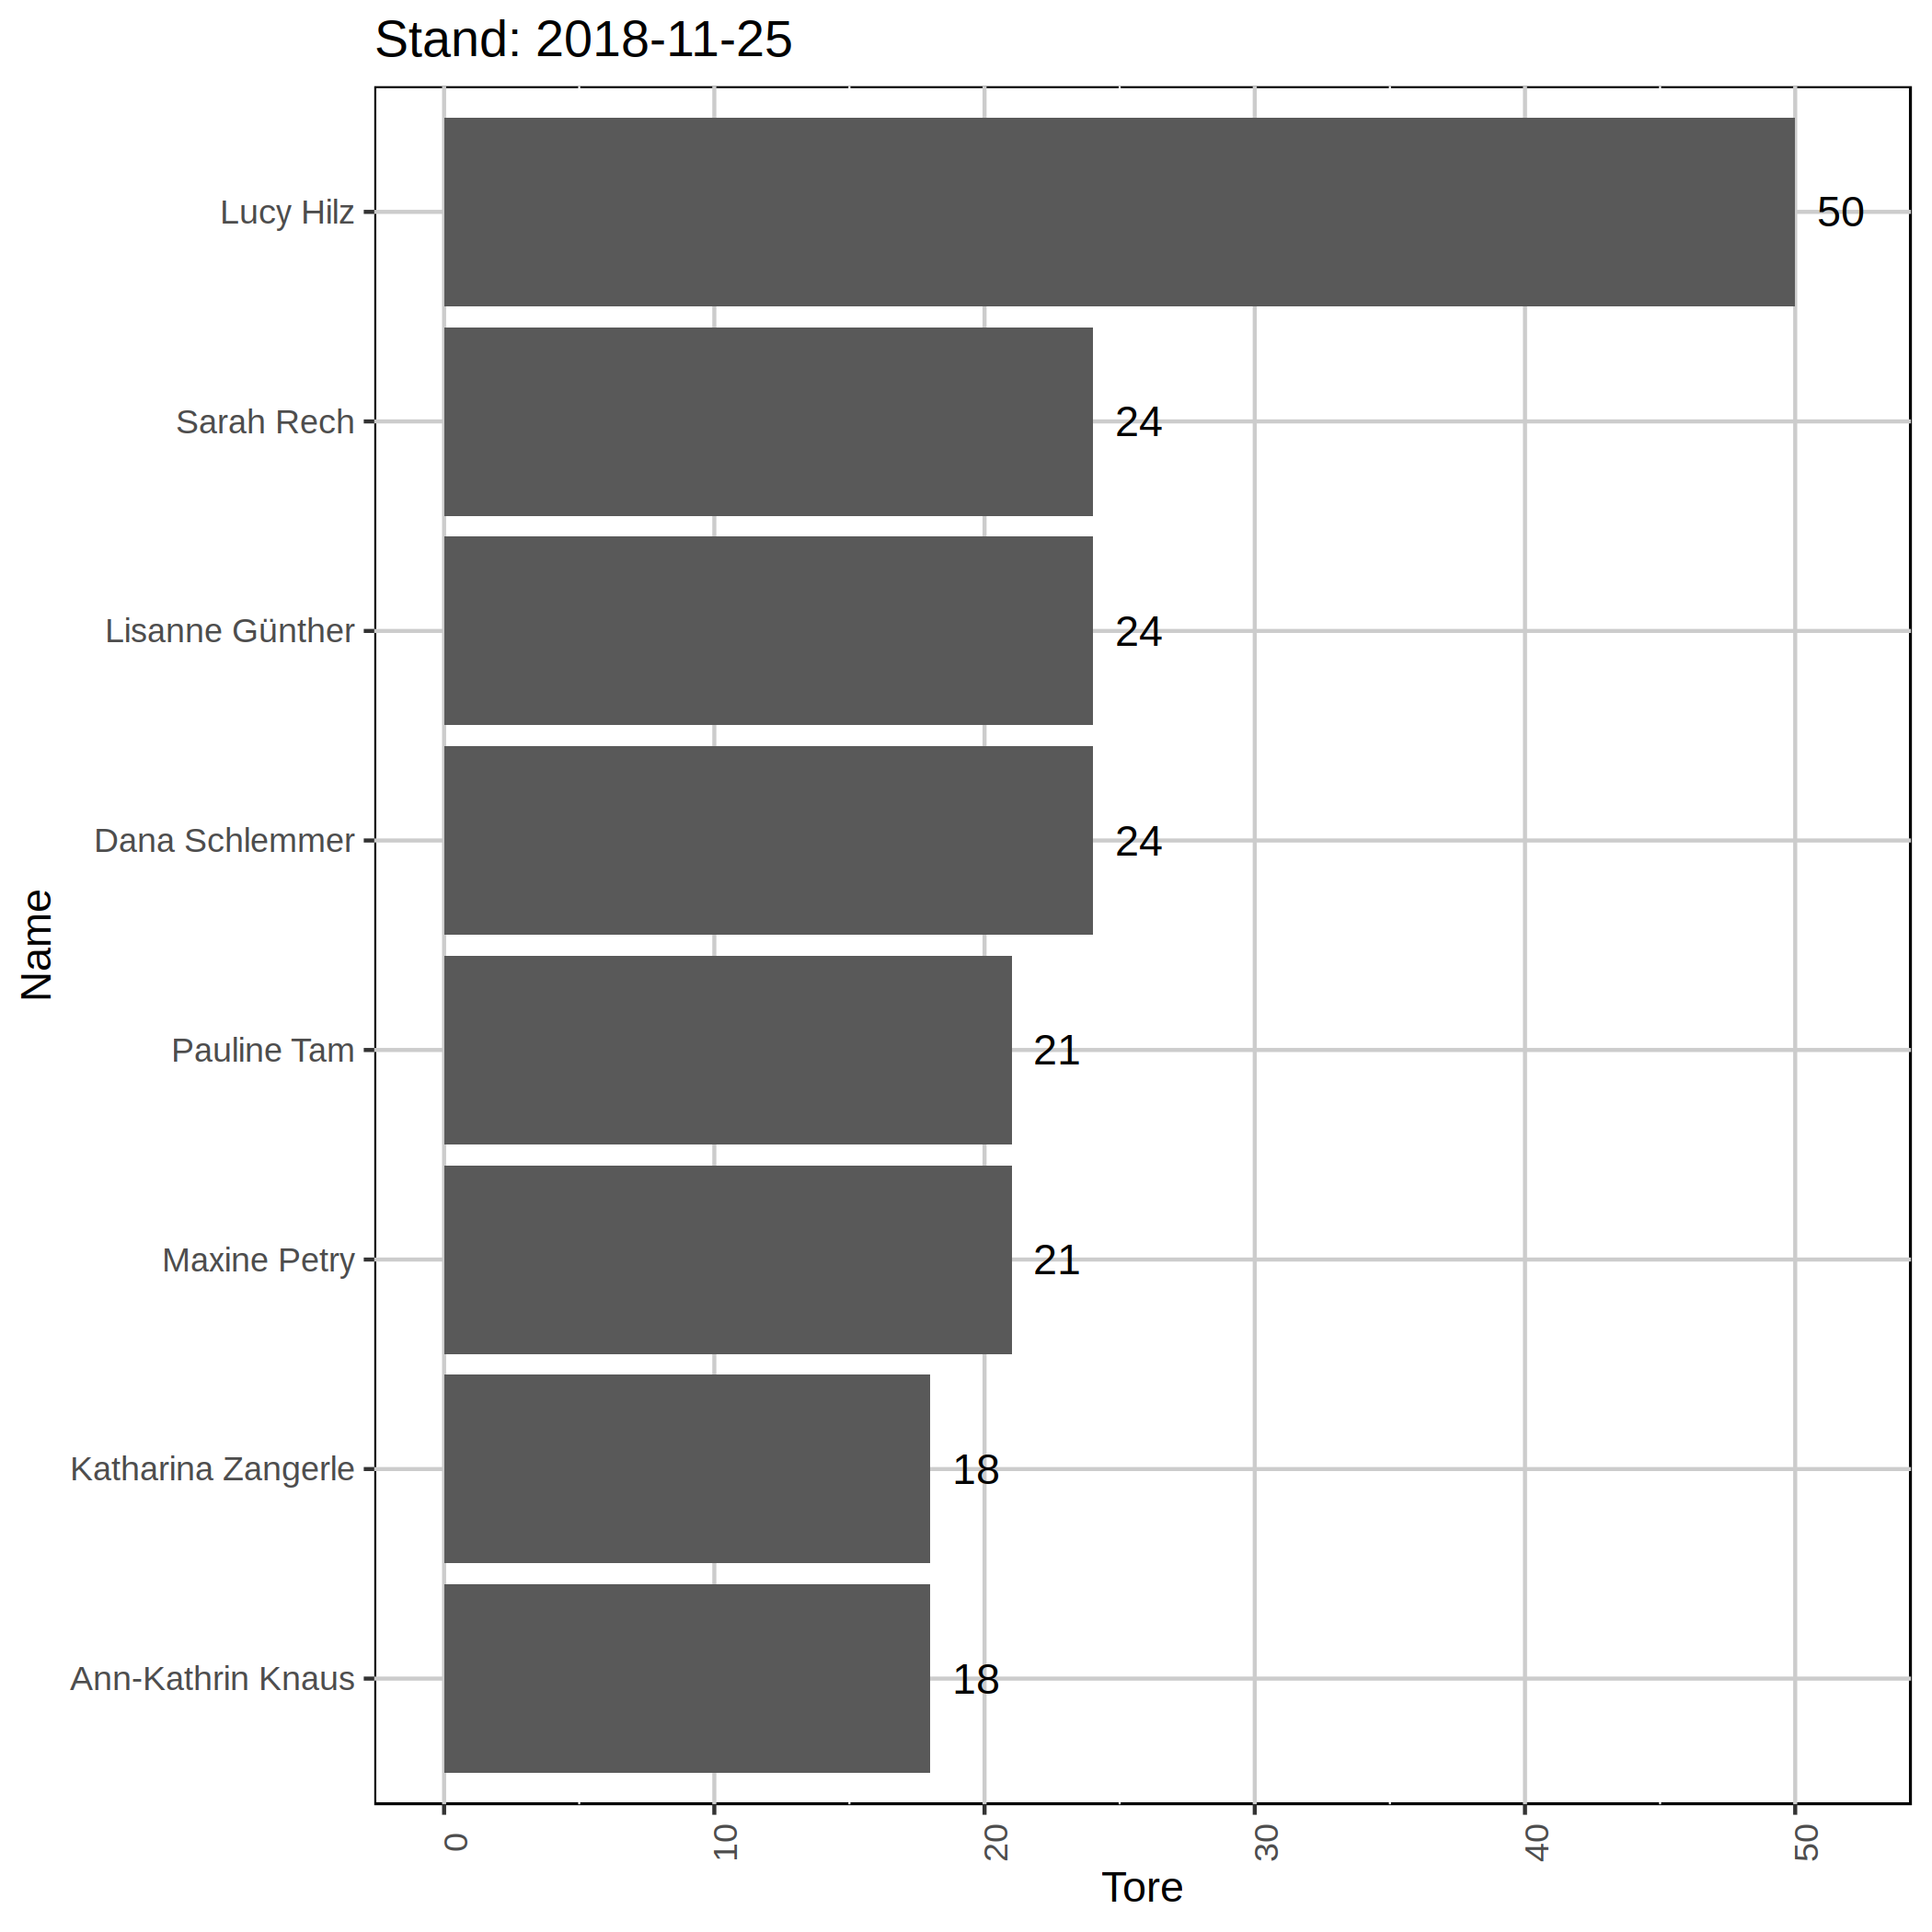 Stand: 2018-11-25
Lucy Hilz 50
Sarah Rech 24
Lisanne Günther 24
Dana Schlemmer 24
Name
Pauline Tam 21
Maxine Petry 21
Katharina Zangerle 18
Ann-Kathrin Knaus 18
0 10 20 30 40 50
Tore